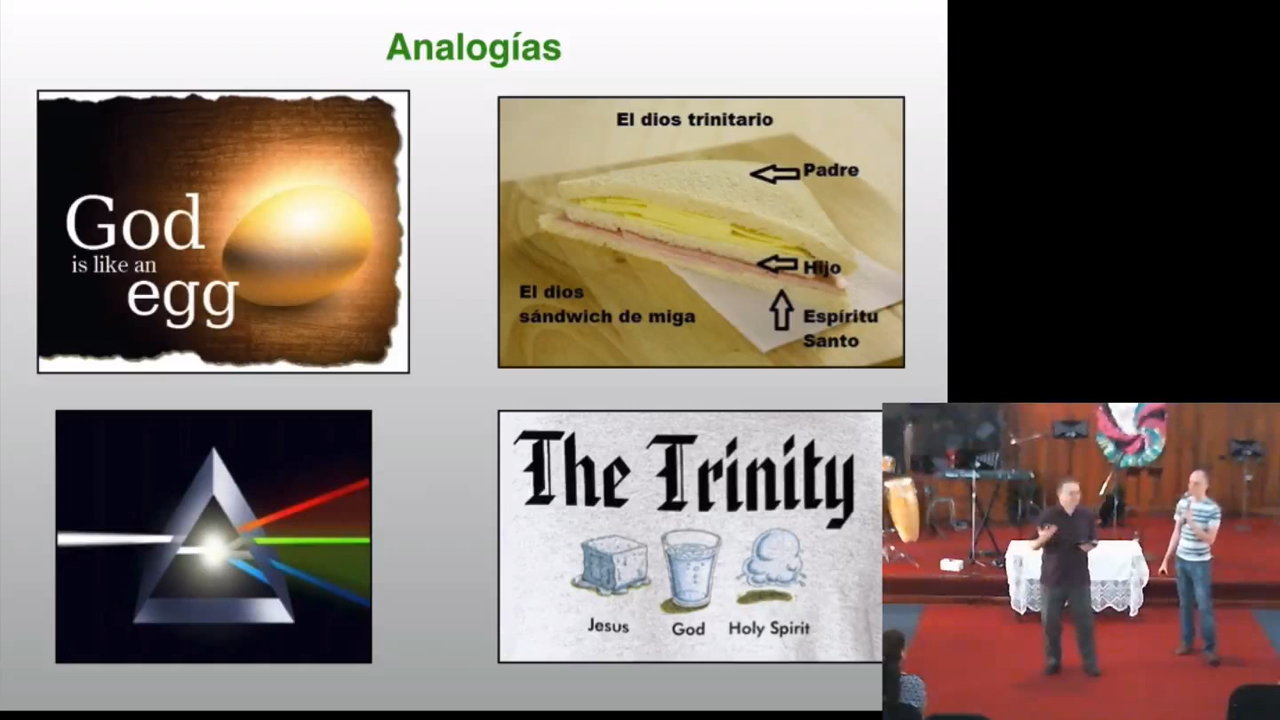 Analogías
God
is like an
egg
El dios trinitario
Padre
Hijo
El dios
sándwich de miga
Espíritu
Santo
The Trinity
Jesus God Holy Spirit